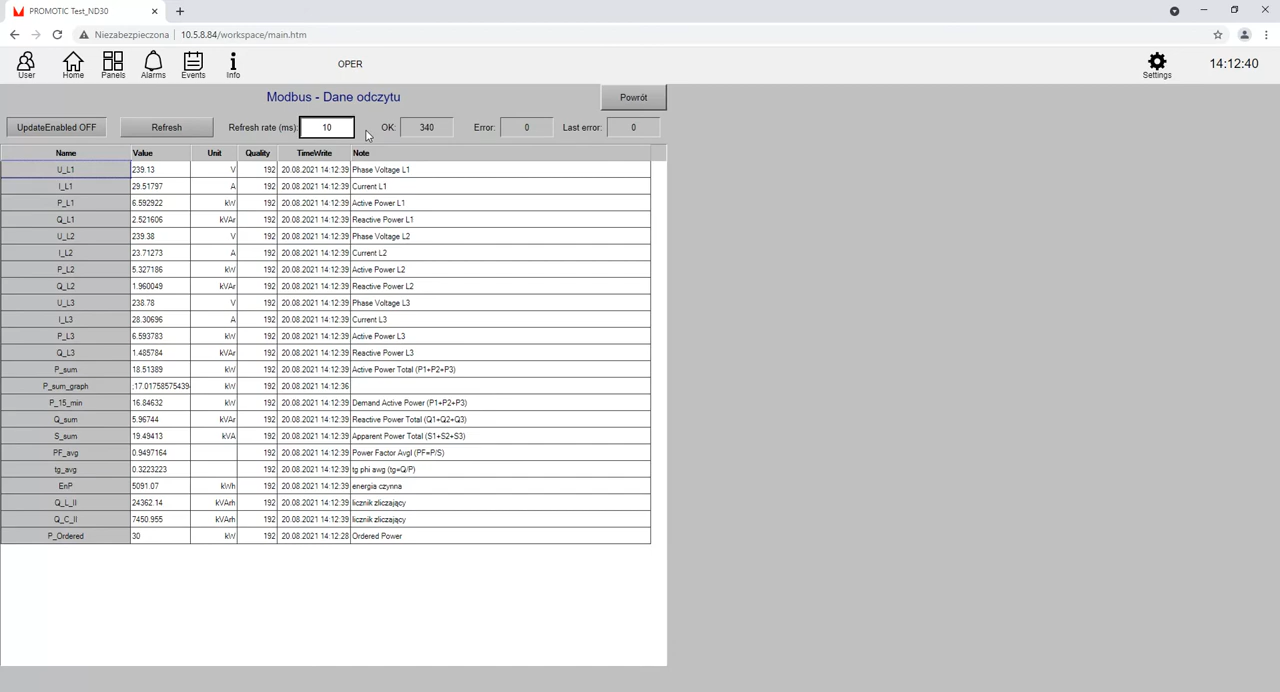 PROMOTIC Test_ND30
Niezabezpieczona 10.5.8.84/workspace/main.htm
User Home Panels Alarms Events Info OPER Settings 14:12:40
Modbus - Dane odczytu Powrót
UpdateEnabled OFF Refresh Refresh rate (ms): 10 OK: 340 Error: 0 Last error: 0
Name Value Unit Quality TimeWrite Note
U_L1 239.13 V 192 20.08.2021 14:12:39 Phase Voltage L1
I_L1 29.51797 A 192 20.08.2021 14:12:39 Current L1
P_L1 6.592922 kW 192 20.08.2021 14:12:39 Active Power L1
Q_L1 2.521606 kVAr 192 20.08.2021 14:12:39 Reactive Power L1
U_L2 239.38 V 192 20.08.2021 14:12:39 Phase Voltage L2
I_L2 23.71273 A 192 20.08.2021 14:12:39 Current L2
P_L2 5.327186 kW 192 20.08.2021 14:12:39 Active Power L2
Q_L2 1.960049 kVAr 192 20.08.2021 14:12:39 Reactive Power L2
U_L3 238.78 V 192 20.08.2021 14:12:39 Phase Voltage L3
I_L3 28.30696 A 192 20.08.2021 14:12:39 Current L3
P_L3 6.593783 kW 192 20.08.2021 14:12:39 Active Power L3
Q_L3 1.485784 kVAr 192 20.08.2021 14:12:39 Reactive Power L3
P_sum 18.51389 kW 192 20.08.2021 14:12:39 Active Power Total (P1+P2+P3)
P_sum_graph ;17.01758575439 kW 192 20.08.2021 14:12:36
P_15_min 16.84632 kW 192 20.08.2021 14:12:39 Demand Active Power (P1+P2+P3)
Q_sum 5.96744 kVAr 192 20.08.2021 14:12:39 Reactive Power Total (Q1+Q2+Q3)
S_sum 19.49413 kVA 192 20.08.2021 14:12:39 Apparent Power Total (S1+S2+S3)
PF_avg 0.9497164 192 20.08.2021 14:12:39 Power Factor Avgl (PF=P/S)
tg_avg 0.3223223 192 20.08.2021 14:12:39 tg phi awg (tg=Q/P)
EnP 5091.07 kWh 192 20.08.2021 14:12:39 energia czynna
Q_L_II 24362.14 kVArh 192 20.08.2021 14:12:39 licznik zliczający
Q_C_II 7450.955 kVArh 192 20.08.2021 14:12:39 licznik zliczający
P_Ordered 30 kW 192 20.08.2021 14:12:28 Ordered Power